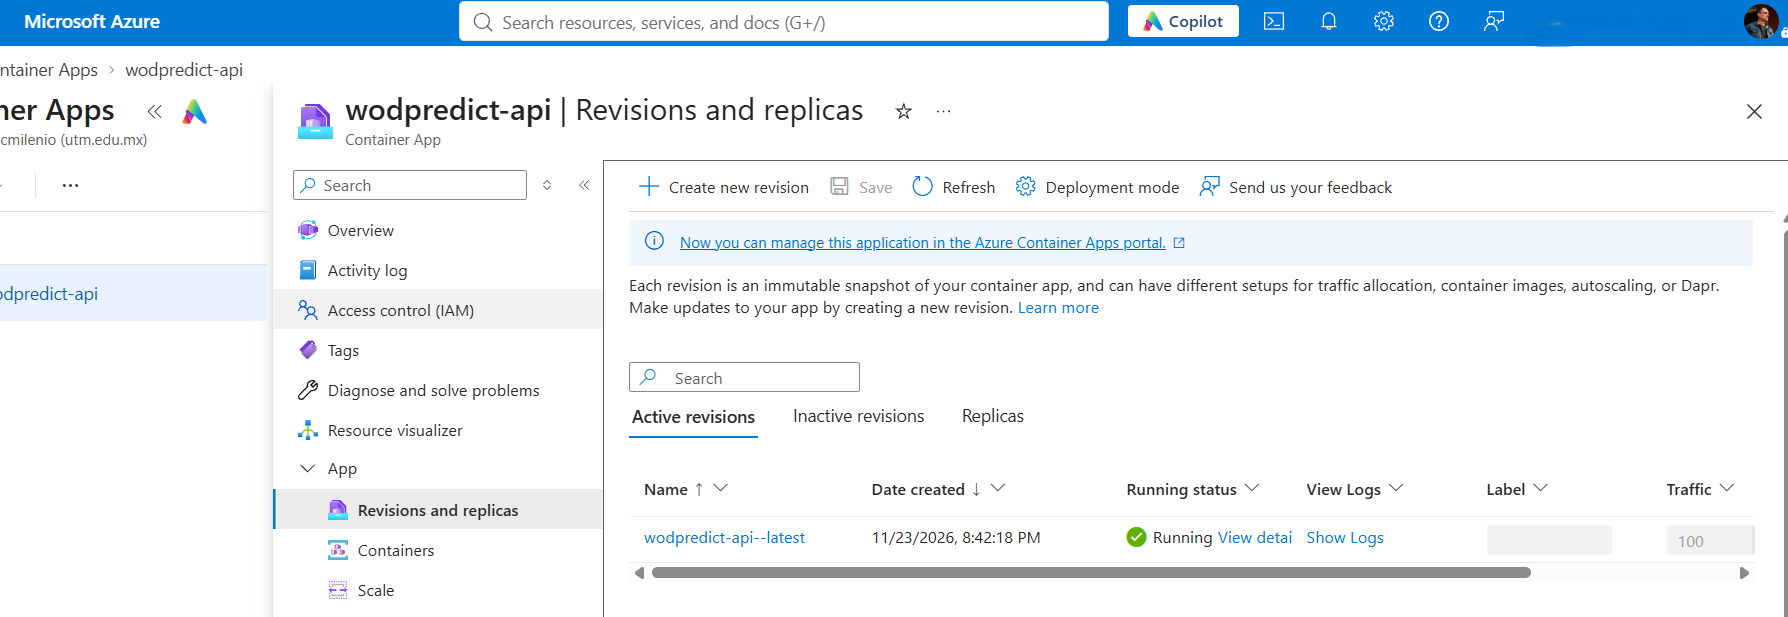 Microsoft Azure
Search resources, services, and docs (G+/)
Copilot
ntainer Apps > wodpredict-api
ner Apps
cmilenio (utm.edu.mx)
odpredict-api
wodpredict-api | Revisions and replicas
Container App
Search
Overview
Activity log
Access control (IAM)
Tags
Diagnose and solve problems
Resource visualizer
App
Revisions and replicas
Containers
Scale
Create new revision Save Refresh Deployment mode Send us your feedback
Now you can manage this application in the Azure Container Apps portal.
Each revision is an immutable snapshot of your container app, and can have different setups for traffic allocation, container images, autoscaling, or Dapr.
Make updates to your app by creating a new revision. Learn more
Search
Active revisions Inactive revisions Replicas
Name ↑ Date created ↓ Running status View Logs Label Traffic
wodpredict-api--latest 11/23/2026, 8:42:18 PM Running View detai Show Logs 100